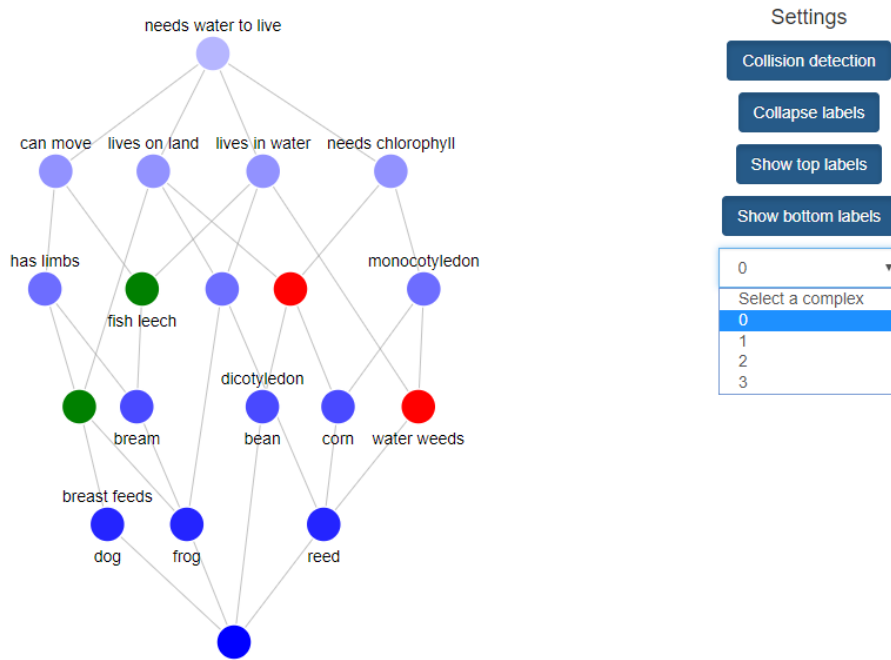 needs water to live
can move
lives on land
lives in water
needs chlorophyll
has limbs
monocotyledon
fish leech
dicotyledon
bream
bean
corn
water weeds
breast feeds
dog
frog
reed
Settings
Collision detection
Collapse labels
Show top labels
Show bottom labels
0
Select a complex
0
1
2
3